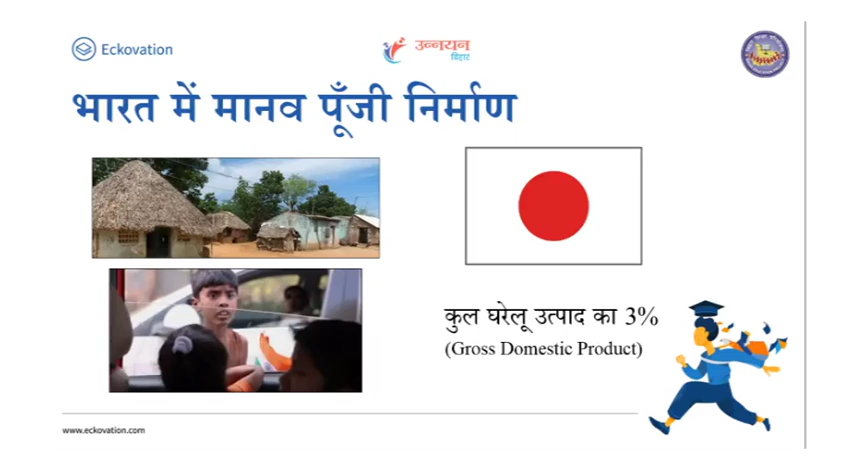 Eckovation
उन्नयन
बिहार
भारत में मानव पूँजी निर्माण
कुल घरेलू उत्पाद का 3%
(Gross Domestic Product)
www.eckovation.com